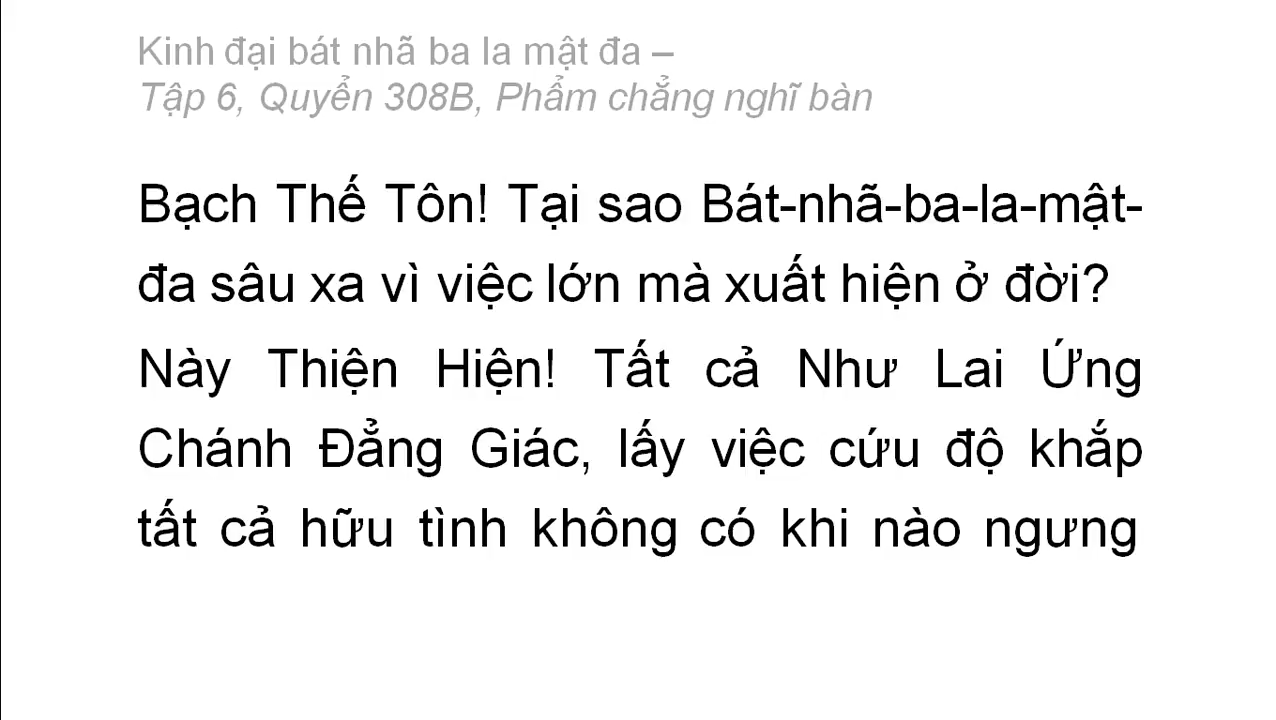 Kinh đại bát nhã ba la mật đa –
Tập 6, Quyển 308B, Phẩm chẳng nghĩ bàn
Bạch Thế Tôn! Tại sao Bát-nhã-ba-la-mật-
đa sâu xa vì việc lớn mà xuất hiện ở đời?
Này Thiện Hiện! Tất cả Như Lai Ứng
Chánh Đẳng Giác, lấy việc cứu độ khắp
tất cả hữu tình không có khi nào ngưng